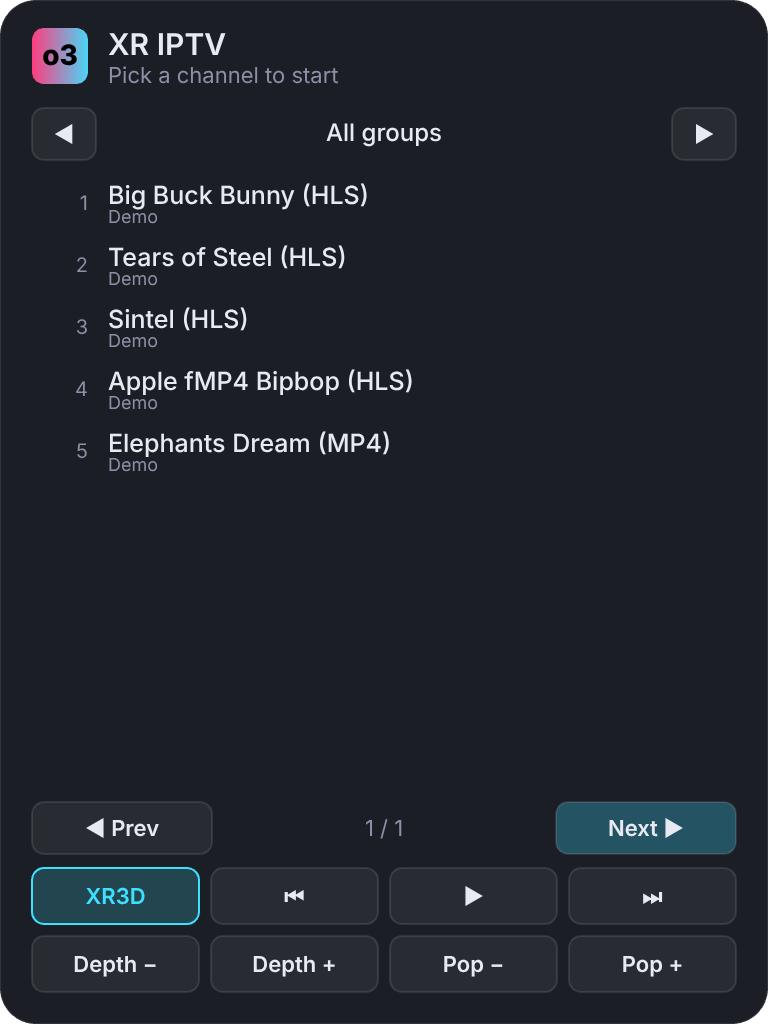 o3
XR IPTV
Pick a channel to start
◀ All groups ▶
1 Big Buck Bunny (HLS)
Demo
2 Tears of Steel (HLS)
Demo
3 Sintel (HLS)
Demo
4 Apple fMP4 Bipbop (HLS)
Demo
5 Elephants Dream (MP4)
Demo
◀ Prev 1 / 1 Next ▶
XR3D ⏮ ▶ ⏭
Depth − Depth + Pop − Pop +